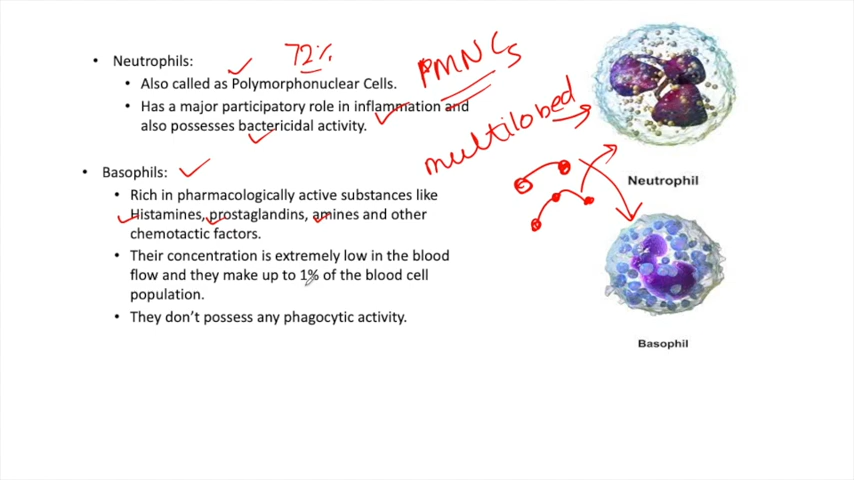 72%
PMNCs
• Neutrophils:
• Also called as Polymorphonuclear Cells.
• Has a major participatory role in inflammation and
also possesses bactericidal activity.
multilobed
Neutrophil
• Basophils:
• Rich in pharmacologically active substances like
Histamines, prostaglandins, amines and other
chemotactic factors.
• Their concentration is extremely low in the blood
flow and they make up to 1% of the blood cell
population.
• They don't possess any phagocytic activity.
Basophil